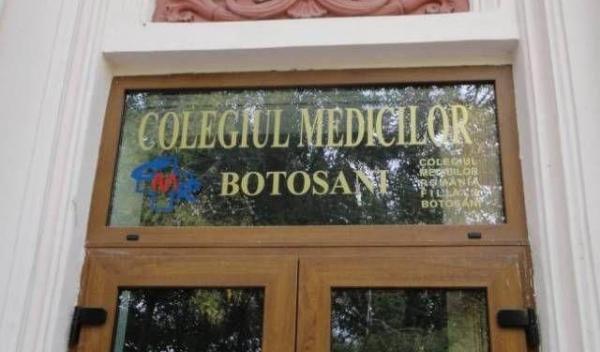 COLEGIUL MEDICILOR
BOTOSANI
COLEGIUL
MEDICILOR
ROMANIA
FILIALA
BOTOSANI